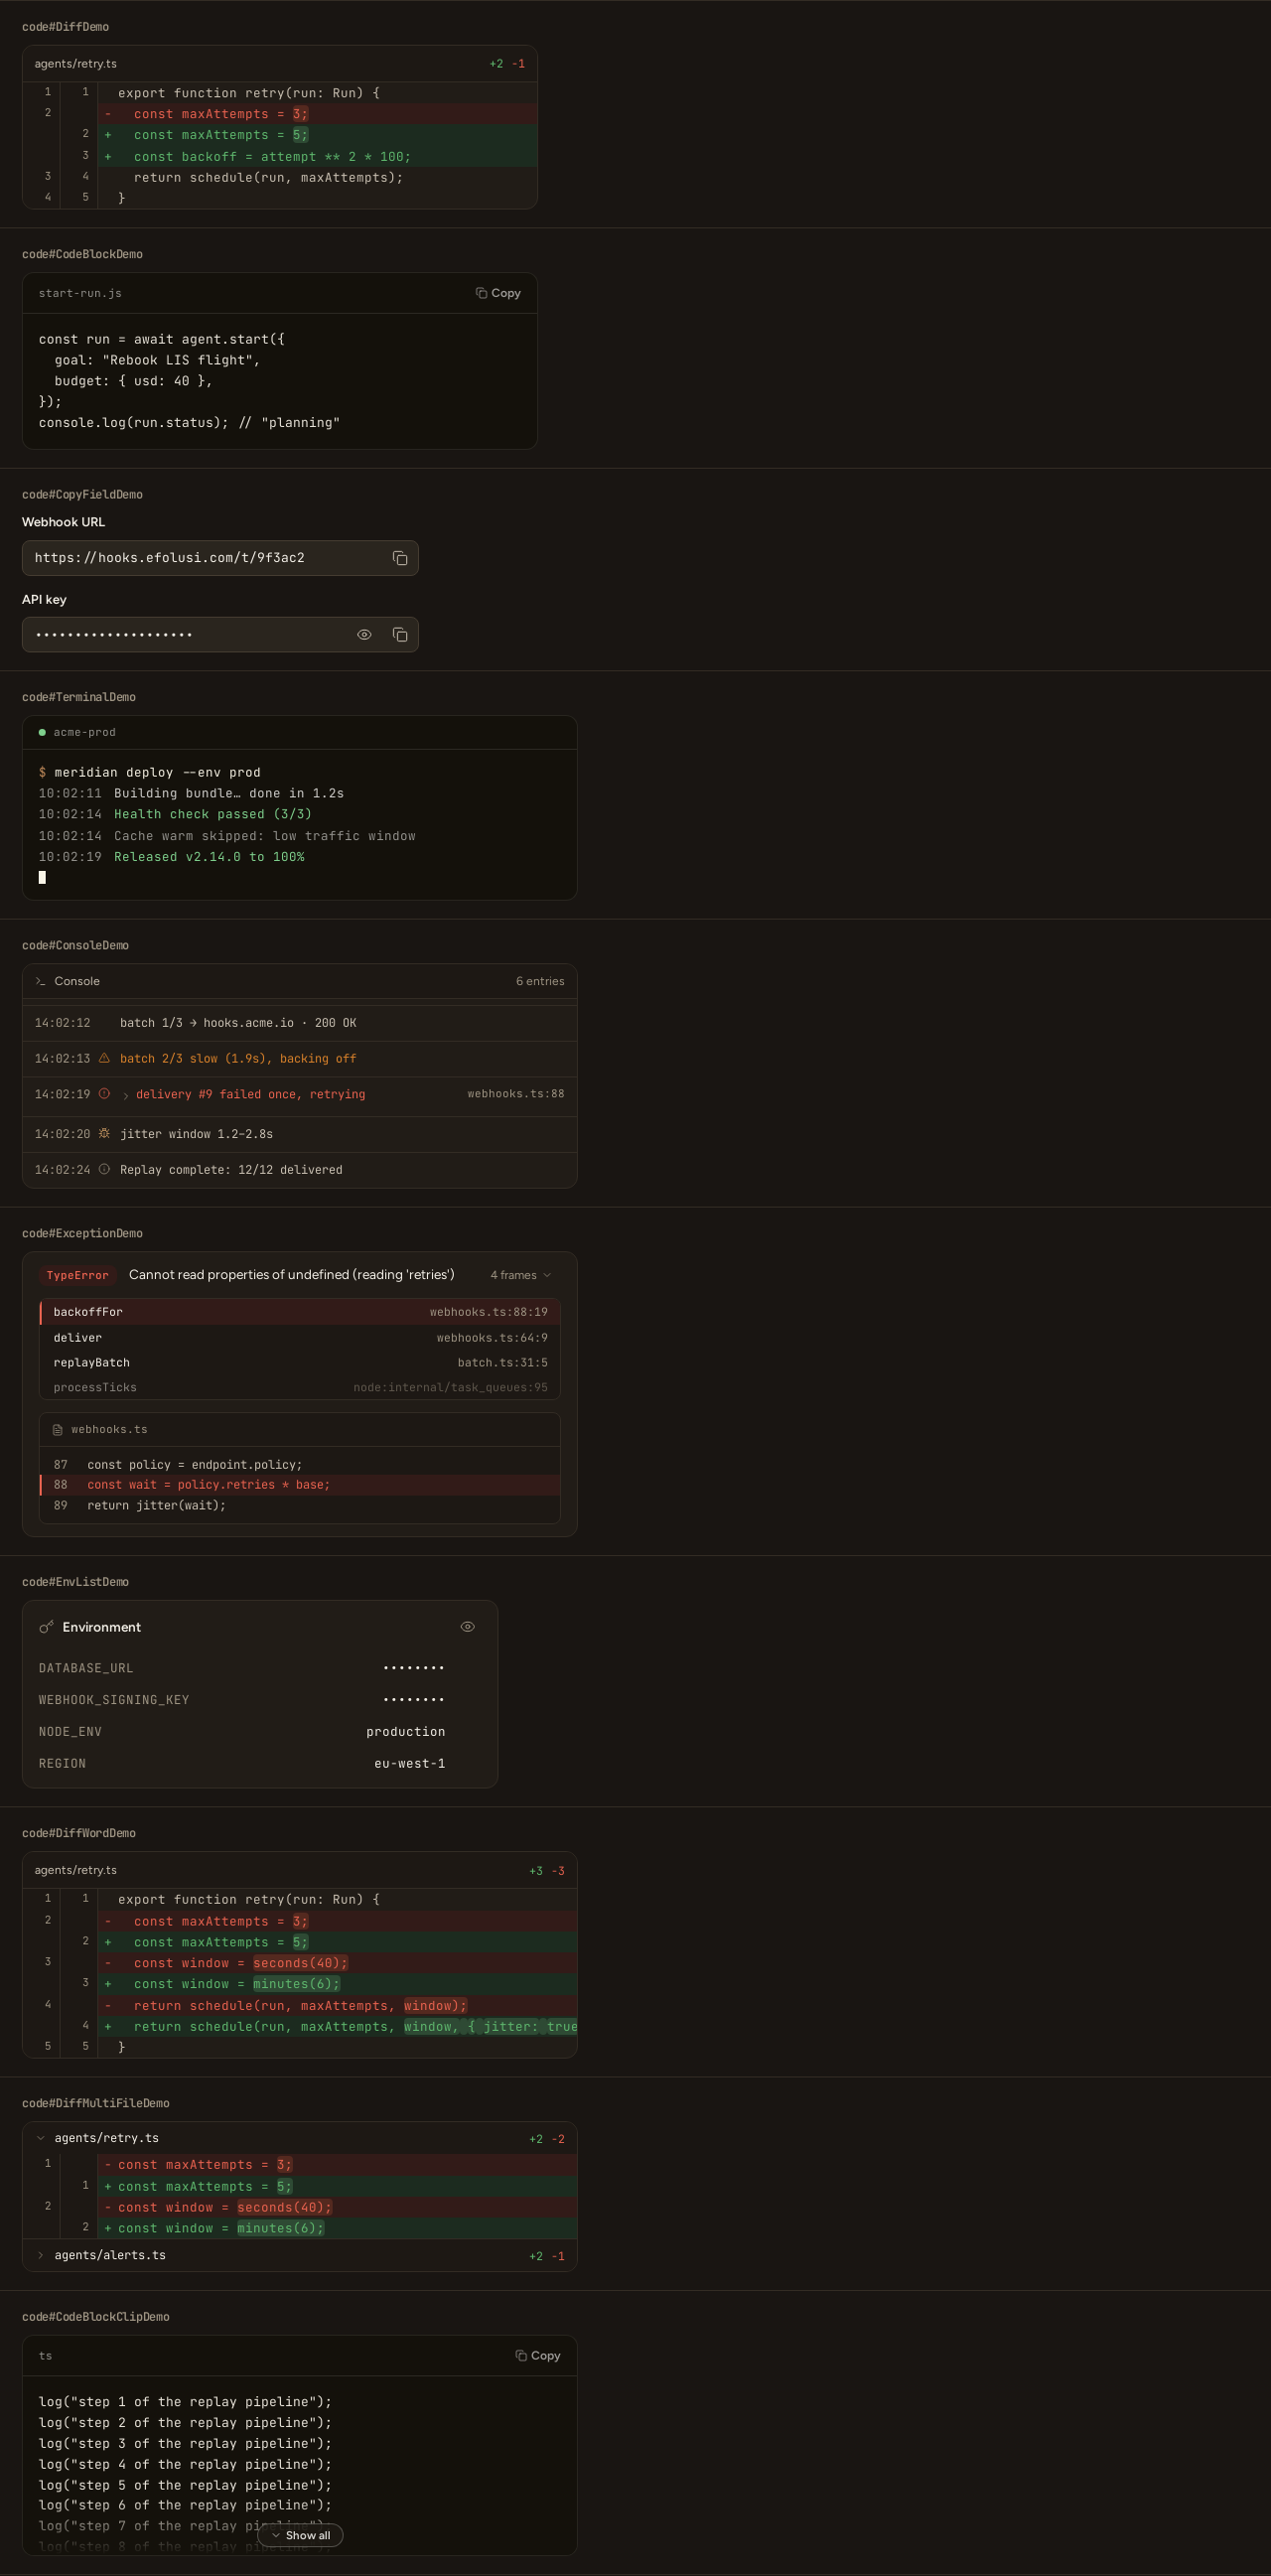 code#DiffDemo
agents/retry.ts +2 -1
1 1 export function retry(run: Run) {
2 - const maxAttempts = 3;
2 + const maxAttempts = 5;
3 + const backoff = attempt ** 2 * 100;
3 4 return schedule(run, maxAttempts);
4 5 }
code#CodeBlockDemo
start-run.js Copy
const run = await agent.start({
goal: "Rebook LIS flight",
budget: { usd: 40 },
});
console.log(run.status); // "planning"
code#CopyFieldDemo
Webhook URL
https://hooks.efolusi.com/t/9f3ac2
API key
••••••••••••••••••••
code#TerminalDemo
acme-prod
$ meridian deploy --env prod
10:02:11 Building bundle… done in 1.2s
10:02:14 Health check passed (3/3)
10:02:14 Cache warm skipped: low traffic window
10:02:19 Released v2.14.0 to 100%
code#ConsoleDemo
Console 6 entries
14:02:12 batch 1/3 → hooks.acme.io · 200 OK
14:02:13 batch 2/3 slow (1.9s), backing off
14:02:19 delivery #9 failed once, retrying webhooks.ts:88
14:02:20 jitter window 1.2–2.8s
14:02:24 Replay complete: 12/12 delivered
code#ExceptionDemo
TypeError Cannot read properties of undefined (reading 'retries') 4 frames
backoffFor webhooks.ts:88:19
deliver webhooks.ts:64:9
replayBatch batch.ts:31:5
processTicks node:internal/task_queues:95
webhooks.ts
87 const policy = endpoint.policy;
88 const wait = policy.retries * base;
89 return jitter(wait);
code#EnvListDemo
Environment
DATABASE_URL ••••••••
WEBHOOK_SIGNING_KEY ••••••••
NODE_ENV production
REGION eu-west-1
code#DiffWordDemo
agents/retry.ts +3 -3
1 1 export function retry(run: Run) {
2 - const maxAttempts = 3;
2 + const maxAttempts = 5;
3 - const window = seconds(40);
3 + const window = minutes(6);
4 - return schedule(run, maxAttempts, window);
4 + return schedule(run, maxAttempts, window, { jitter: true
5 5 }
code#DiffMultiFileDemo
agents/retry.ts +2 -2
1 - const maxAttempts = 3;
1 + const maxAttempts = 5;
2 - const window = seconds(40);
2 + const window = minutes(6);
agents/alerts.ts +2 -1
code#CodeBlockClipDemo
ts Copy
log("step 1 of the replay pipeline");
log("step 2 of the replay pipeline");
log("step 3 of the replay pipeline");
log("step 4 of the replay pipeline");
log("step 5 of the replay pipeline");
log("step 6 of the replay pipeline");
log("step 7 of the replay pipeline");
log("step 8 of the replay pipeline");
Show all